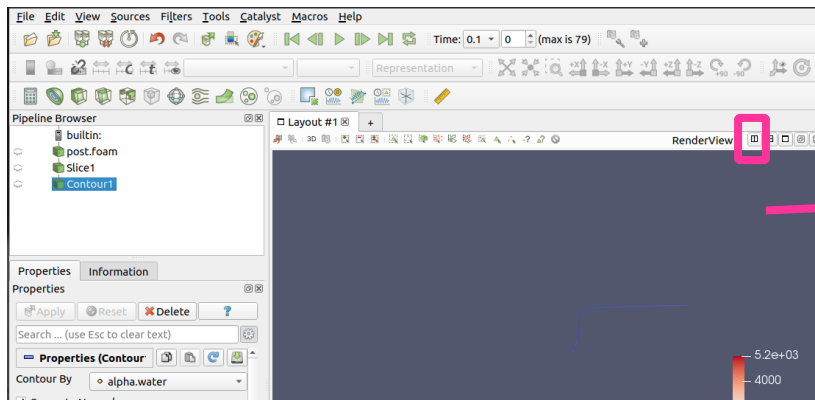 File Edit View Sources Filters Tools Catalyst Macros Help
Time: 0.1 0 (max is 79)
Representation
+X -X +Y -Y +Z -Z +90 -90
Pipeline Browser
builtin:
post.foam
Slice1
Contour1
Layout #1 +
3D
RenderView
Properties Information
Properties
Apply Reset Delete ?
Search ... (use Esc to clear text)
Properties (Contour
Contour By alpha.water
5.2e+03
4000